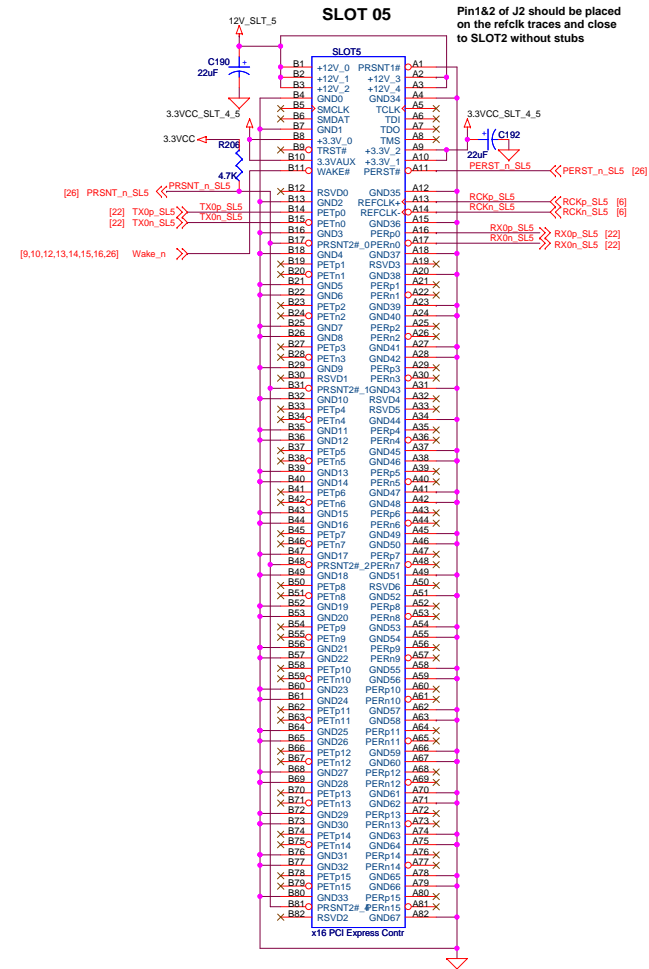 SLOT 05
Pin1&2 of J2 should be placed
on the refclk traces and close
to SLOT2 without stubs
12V_SLT_5
C190
22uF
3.3VCC_SLT_4_5
3.3VCC
R206
4.7K
3.3VCC_SLT_4_5
C192
22uF
SLOT5
B1 +12V_0 PRSNT1# A1
B2 +12V_1 +12V_3 A2
B3 +12V_2 +12V_4 A3
B4 GND0 GND34 A4
B5 SMCLK TCLK A5
B6 SMDAT TDI A6
B7 GND1 TDO A7
B8 +3.3V_0 TMS A8
B9 TRST# +3.3V_2 A9
B10 3.3VAUX +3.3V_1 A10
B11 WAKE# PERST# A11 PERST_n_SL5 PERST_n_SL5 [26]
B12 RSVD0 GND35 A12
[26] PRSNT_n_SL5 PRSNT_n_SL5
B13 GND2 REFCLK+ A13 RCKp_SL5 RCKp_SL5 [6]
[22] TX0p_SL5 TX0p_SL5 B14 PETp0 REFCLK- A14 RCKn_SL5 RCKn_SL5 [6]
[22] TX0n_SL5 TX0n_SL5 B15 PETn0 GND36 A15
B16 GND3 PERp0 A16 RX0p_SL5 RX0p_SL5 [22]
B17 PRSNT2#_0 PERn0 A17 RX0n_SL5 RX0n_SL5 [22]
[9,10,12,13,14,15,16,26] Wake_n
B18 GND4 GND37 A18
B19 PETp1 RSVD3 A19
B20 PETn1 GND38 A20
B21 GND5 PERp1 A21
B22 GND6 PERn1 A22
B23 PETp2 GND39 A23
B24 PETn2 GND40 A24
B25 GND7 PERp2 A25
B26 GND8 PERn2 A26
B27 PETp3 GND41 A27
B28 PETn3 GND42 A28
B29 GND9 PERp3 A29
B30 RSVD1 PERn3 A30
B31 PRSNT2#_1 GND43 A31
B32 GND10 RSVD4 A32
B33 PETp4 RSVD5 A33
B34 PETn4 GND44 A34
B35 GND11 PERp4 A35
B36 GND12 PERn4 A36
B37 PETp5 GND45 A37
B38 PETn5 GND46 A38
B39 GND13 PERp5 A39
B40 GND14 PERn5 A40
B41 PETp6 GND47 A41
B42 PETn6 GND48 A42
B43 GND15 PERp6 A43
B44 GND16 PERn6 A44
B45 PETp7 GND49 A45
B46 PETn7 GND50 A46
B47 GND17 PERp7 A47
B48 PRSNT2#_2 PERn7 A48
B49 GND18 GND51 A49
B50 PETp8 RSVD6 A50
B51 PETn8 GND52 A51
B52 GND19 PERp8 A52
B53 GND20 PERn8 A53
B54 PETp9 GND53 A54
B55 PETn9 GND54 A55
B56 GND21 PERp9 A56
B57 GND22 PERn9 A57
B58 PETp10 GND55 A58
B59 PETn10 GND56 A59
B60 GND23 PERp10 A60
B61 GND24 PERn10 A61
B62 PETp11 GND57 A62
B63 PETn11 GND58 A63
B64 GND25 PERp11 A64
B65 GND26 PERn11 A65
B66 PETp12 GND59 A66
B67 PETn12 GND60 A67
B68 GND27 PERp12 A68
B69 GND28 PERn12 A69
B70 PETp13 GND61 A70
B71 PETn13 GND62 A71
B72 GND29 PERp13 A72
B73 GND30 PERn13 A73
B74 PETp14 GND63 A74
B75 PETn14 GND64 A75
B76 GND31 PERp14 A76
B77 GND32 PERn14 A77
B78 PETp15 GND65 A78
B79 PETn15 GND66 A79
B80 GND33 PERp15 A80
B81 PRSNT2#_ PERn15 A81
B82 RSVD2 GND67 A82
x16 PCI Express Contr